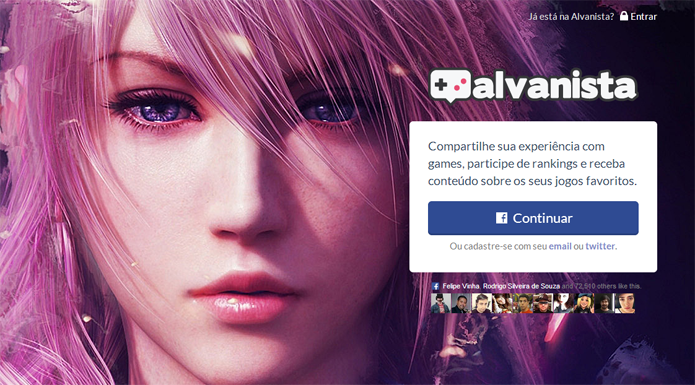 Já está na Alvanista? Entrar
alvanista
Compartilhe sua experiência com
games, participe de rankings e receba
conteúdo sobre os seus jogos favoritos.
Continuar
Ou cadastre-se com seu email ou twitter.
Felipe Vinha, Rodrigo Silveira de Souza and 72,510 others like this.